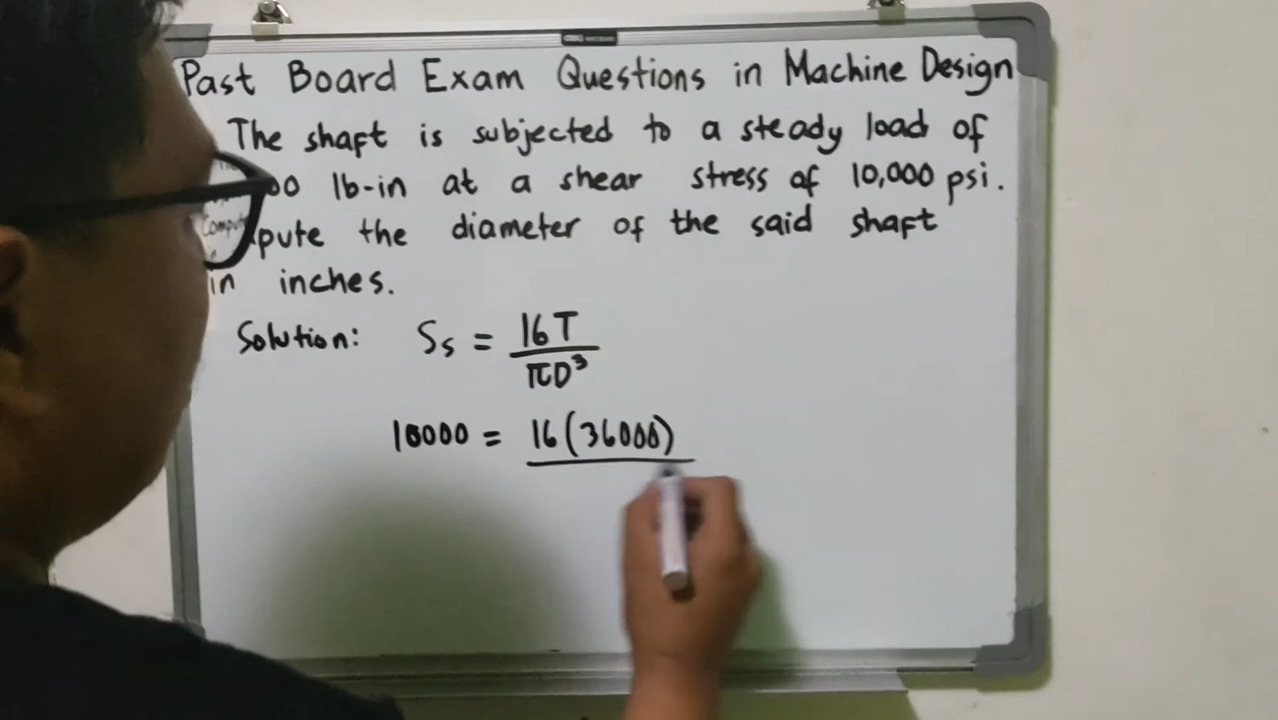 Past Board Exam Questions in Machine Design
The shaft is subjected to a steady load of
00 lb-in at a shear stress of 10,000 psi.
pute the diameter of the said shaft
in inches.
Solution: Ss = 16T / πD³
10000 = 16(36000)